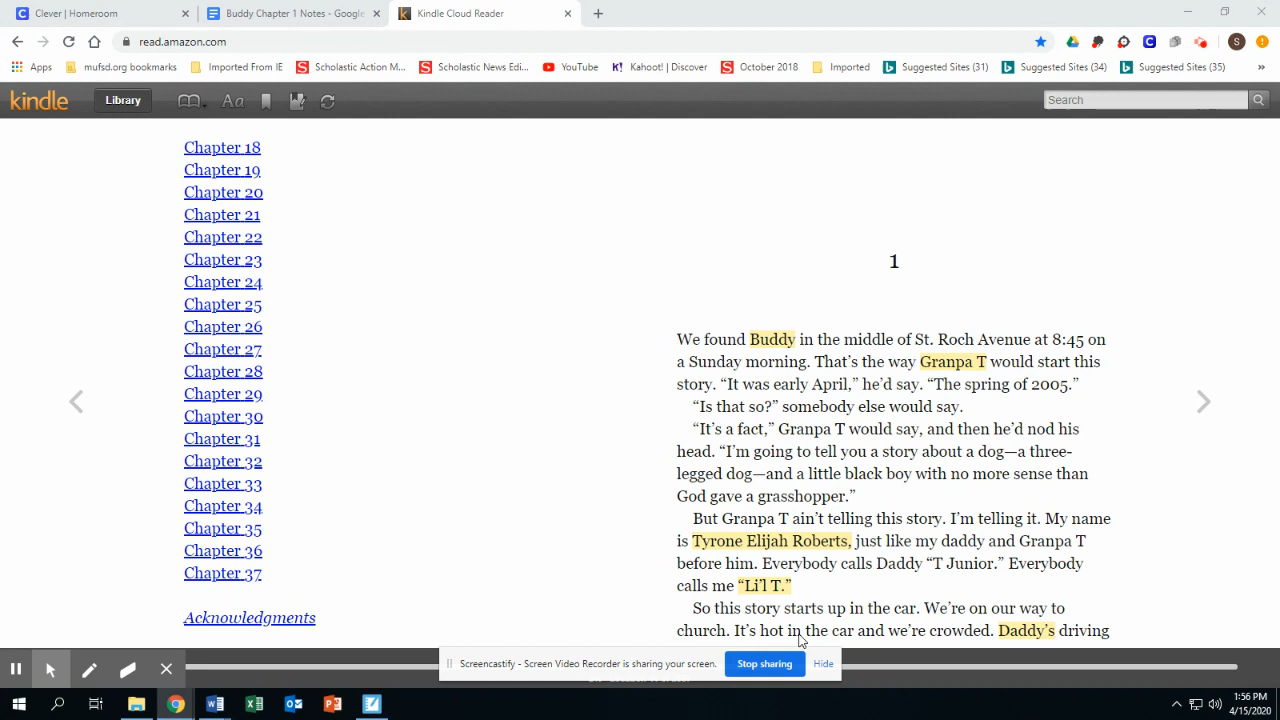 Clever | Homeroom
Buddy Chapter 1 Notes - Google
Kindle Cloud Reader
read.amazon.com
S
Apps
mufsd.org bookmarks
Imported From IE
Scholastic Action M...
Scholastic News Edi...
YouTube
Kahoot! | Discover
October 2018
Imported
Suggested Sites (31)
Suggested Sites (34)
Suggested Sites (35)
»
kindle
Library
Aa
Search
Chapter 18
Chapter 19
Chapter 20
Chapter 21
Chapter 22
Chapter 23
Chapter 24
Chapter 25
Chapter 26
Chapter 27
Chapter 28
Chapter 29
Chapter 30
Chapter 31
Chapter 32
Chapter 33
Chapter 34
Chapter 35
Chapter 36
Chapter 37
Acknowledgments
1
We found Buddy in the middle of St. Roch Avenue at 8:45 on
a Sunday morning. That's the way Granpa T would start this
story. “It was early April,” he'd say. “The spring of 2005.”
“Is that so?” somebody else would say.
“It's a fact,” Granpa T would say, and then he'd nod his
head. “I'm going to tell you a story about a dog—a three-
legged dog—and a little black boy with no more sense than
God gave a grasshopper.”
But Granpa T ain't telling this story. I'm telling it. My name
is Tyrone Elijah Roberts, just like my daddy and Granpa T
before him. Everybody calls Daddy “T Junior.” Everybody
calls me “Li'l T.”
So this story starts up in the car. We're on our way to
church. It's hot in the car and we're crowded. Daddy's driving
Screencastify - Screen Video Recorder is sharing your screen.
Stop sharing
Hide
1:56 PM
4/15/2020